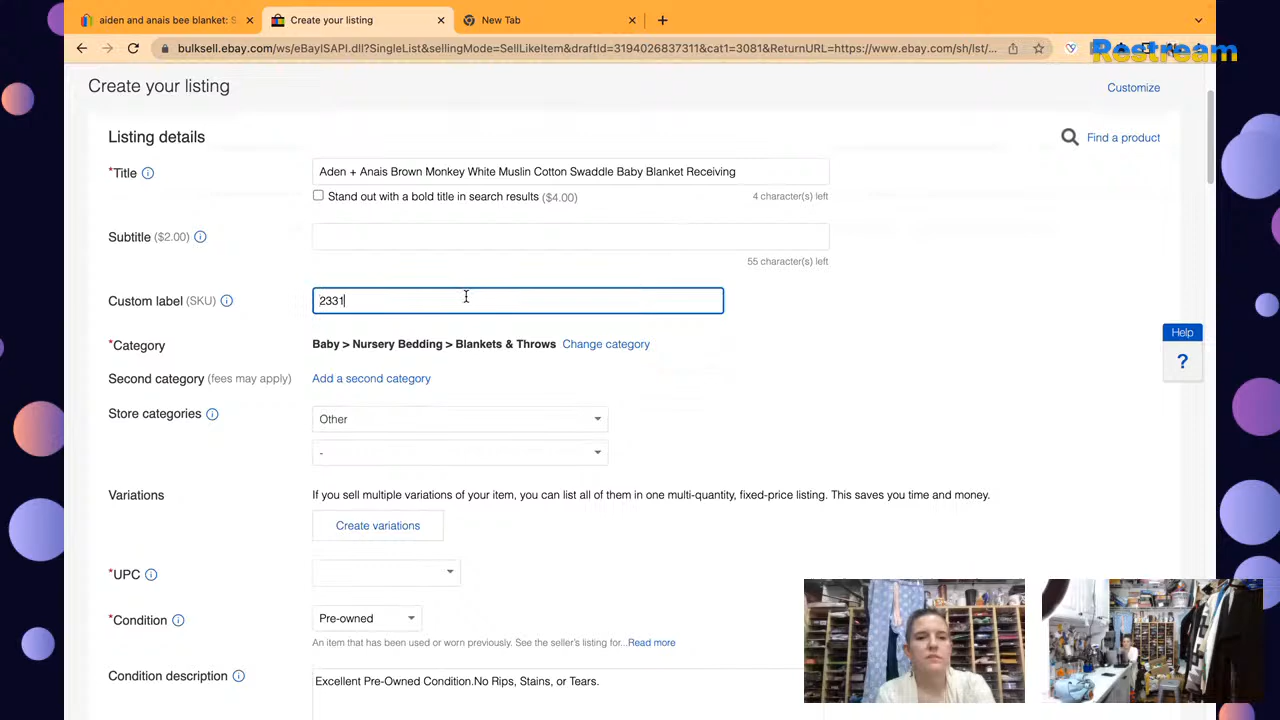 aiden and anais bee blanket: S
Create your listing
New Tab
bulksell.ebay.com/ws/eBayISAPI.dll?SingleList&sellingMode=SellLikeItem&draftId=3194026837311&cat1=3081&ReturnURL=https://www.ebay.com/sh/lst/...
Restream
Create your listing
Customize
Listing details
Find a product
*Title
Aden + Anais Brown Monkey White Muslin Cotton Swaddle Baby Blanket Receiving
Stand out with a bold title in search results ($4.00)
4 character(s) left
Subtitle ($2.00)
55 character(s) left
Custom label (SKU)
2331
Help
?
*Category
Baby > Nursery Bedding > Blankets & Throws
Change category
Second category (fees may apply)
Add a second category
Store categories
Other
-
Variations
If you sell multiple variations of your item, you can list all of them in one multi-quantity, fixed-price listing. This saves you time and money.
Create variations
*UPC
*Condition
Pre-owned
An item that has been used or worn previously. See the seller's listing for...Read more
Condition description
Excellent Pre-Owned Condition.No Rips, Stains, or Tears.